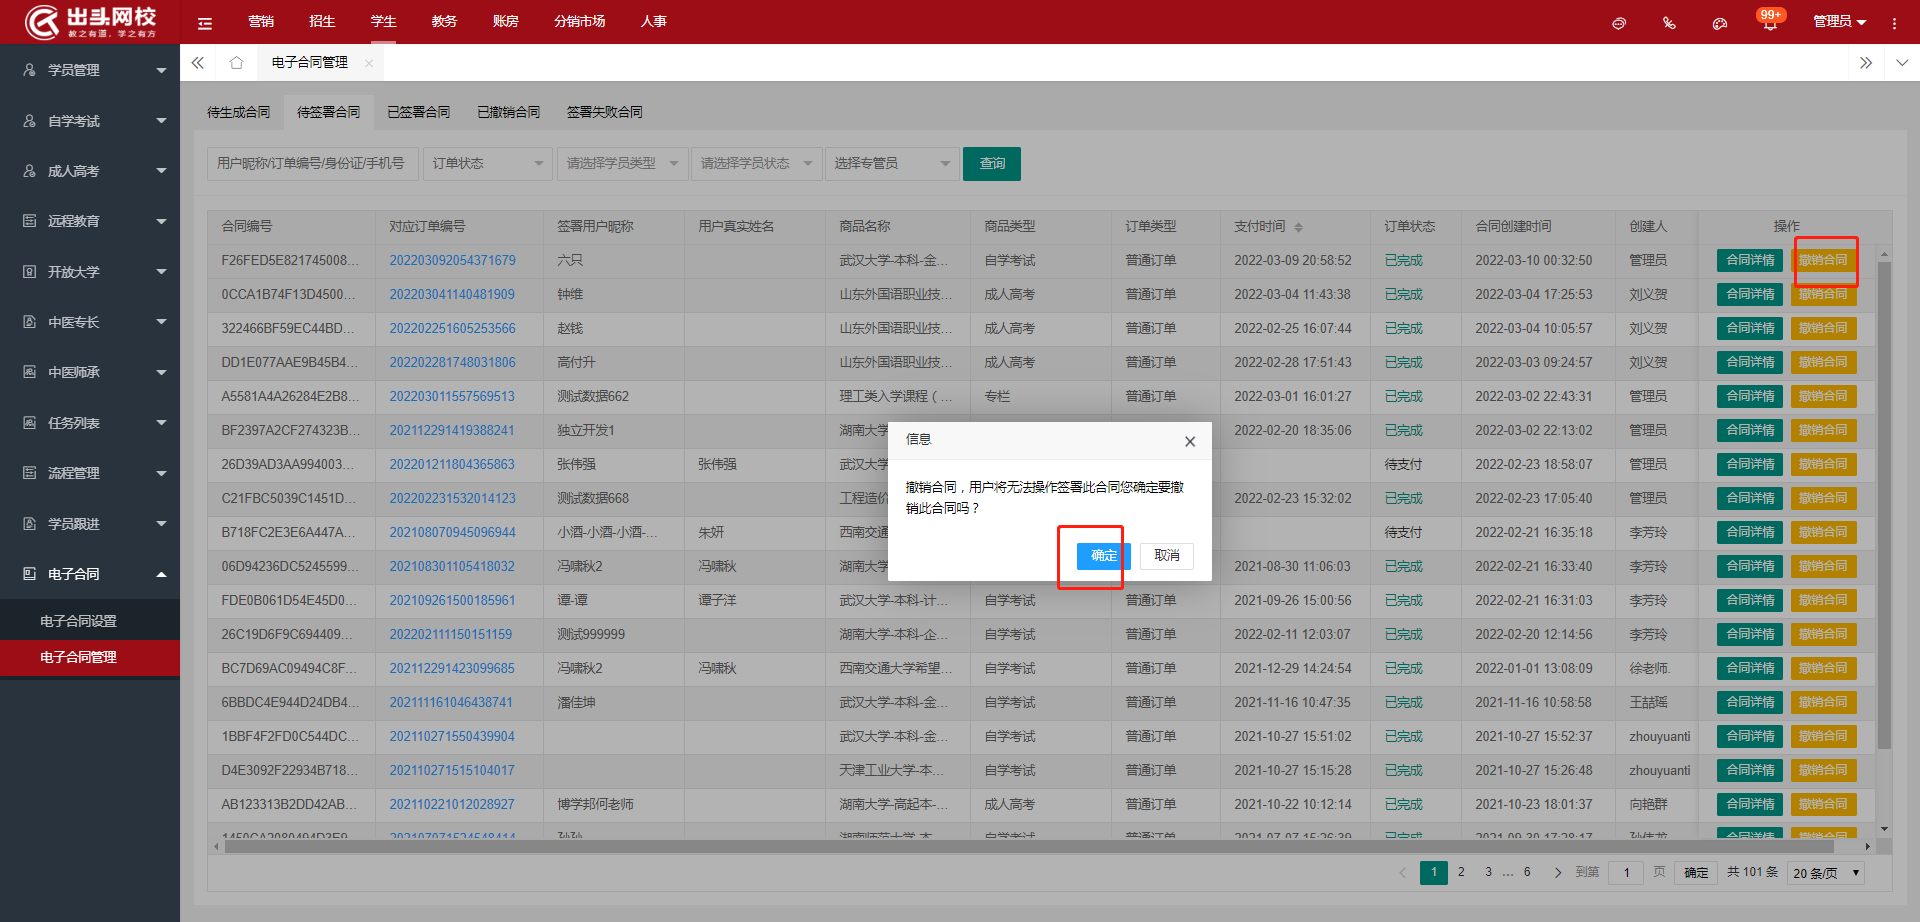 出头网校
教之有道，学之有方
营销 招生 学生 教务 账房 分销市场 人事
99+
管理员
学员管理
自学考试
成人高考
远程教育
开放大学
中医专长
中医师承
任务列表
流程管理
学员跟进
电子合同
电子合同设置
电子合同管理
电子合同管理
待生成合同 待签署合同 已签署合同 已撤销合同 签署失败合同
用户昵称/订单编号/身份证/手机号 订单状态 请选择学员类型 请选择学员状态 选择专管员 查询
合同编号 对应订单编号 签署用户昵称 用户真实姓名 商品名称 商品类型 订单类型 支付时间 订单状态 合同创建时间 创建人 操作
F26FED5E821745008... 202203092054371679 六只 武汉大学-本科-金... 自学考试 普通订单 2022-03-09 20:58:52 已完成 2022-03-10 00:32:50 管理员 合同详情 撤销合同
0CCA1B74F13D4500... 202203041140481909 钟维 山东外国语职业技... 成人高考 普通订单 2022-03-04 11:43:38 已完成 2022-03-04 17:25:53 刘义贺 合同详情 撤销合同
322466BF59EC44BD... 202202251605253566 赵钱 山东外国语职业技... 成人高考 普通订单 2022-02-25 16:07:44 已完成 2022-03-04 10:05:57 刘义贺 合同详情 撤销合同
DD1E077AAE9B45B4... 202202281748031806 高付升 山东外国语职业技... 成人高考 普通订单 2022-02-28 17:51:43 已完成 2022-03-03 09:24:57 刘义贺 合同详情 撤销合同
A5581A4A26284E2B8... 202203011557569513 测试数据662 理工类入学课程（... 专栏 普通订单 2022-03-01 16:01:27 已完成 2022-03-02 22:43:31 管理员 合同详情 撤销合同
BF2397A2CF274323B... 202112291419388241 独立开发1 湖南大学 2022-02-20 18:35:06 已完成 2022-03-02 22:13:02 管理员 合同详情 撤销合同
26D39AD3AA994003... 202201211804365863 张伟强 张伟强 武汉大学 待支付 2022-02-23 18:58:07 管理员 合同详情 撤销合同
C21FBC5039C1451D... 202202231532014123 测试数据668 工程造价 2022-02-23 15:32:02 已完成 2022-02-23 17:05:40 管理员 合同详情 撤销合同
B718FC2E3E6A447A... 202108070945096944 小酒-小酒-小酒-... 朱妍 西南交通 待支付 2022-02-21 16:35:18 李芳玲 合同详情 撤销合同
06D94236DC5245599... 202108301105418032 冯啸秋2 冯啸秋 湖南大学 2021-08-30 11:06:03 已完成 2022-02-21 16:33:40 李芳玲 合同详情 撤销合同
FDE0B061D54E45D0... 202109261500185961 谭-谭 谭子洋 武汉大学-本科-计... 自学考试 普通订单 2021-09-26 15:00:56 已完成 2022-02-21 16:31:03 李芳玲 合同详情 撤销合同
26C19D6F9C694409... 202202111150151159 测试999999 湖南大学-本科-企... 自学考试 普通订单 2022-02-11 12:03:07 已完成 2022-02-20 12:14:56 李芳玲 合同详情 撤销合同
BC7D69AC09494C8F... 202112291423099685 冯啸秋2 冯啸秋 西南交通大学希望... 自学考试 普通订单 2021-12-29 14:24:54 已完成 2022-01-01 13:08:09 徐老师. 合同详情 撤销合同
6BBDC4E944D24DB4... 202111161046438741 潘佳坤 武汉大学-本科-金... 自学考试 普通订单 2021-11-16 10:47:35 已完成 2021-11-16 10:58:58 王喆瑶 合同详情 撤销合同
1BBF4F2FD0C544DC... 202110271550439904 武汉大学-本科-金... 自学考试 普通订单 2021-10-27 15:51:02 已完成 2021-10-27 15:52:37 zhouyuanti 合同详情 撤销合同
D4E3092F22934B718... 202110271515104017 天津工业大学-本... 自学考试 普通订单 2021-10-27 15:15:28 已完成 2021-10-27 15:26:48 zhouyuanti 合同详情 撤销合同
AB123313B2DD42AB... 202110221012028927 博学邦何老师 湖南大学-高起本-... 成人高考 普通订单 2021-10-22 10:12:14 已完成 2021-10-23 18:01:37 向艳群 合同详情 撤销合同
1450CA2080494D3E9... 202107071524548414 孙孙 湖南师范大学-本... 自学考试 普通订单 2021-07-07 15:26:39 已完成 2021-09-30 17:28:17 孙伟龙 合同详情 撤销合同
信息
撤销合同，用户将无法操作签署此合同您确定要撤
销此合同吗？
确定 取消
1 2 3 ... 6 到第 1 页 确定 共 101 条 20 条/页